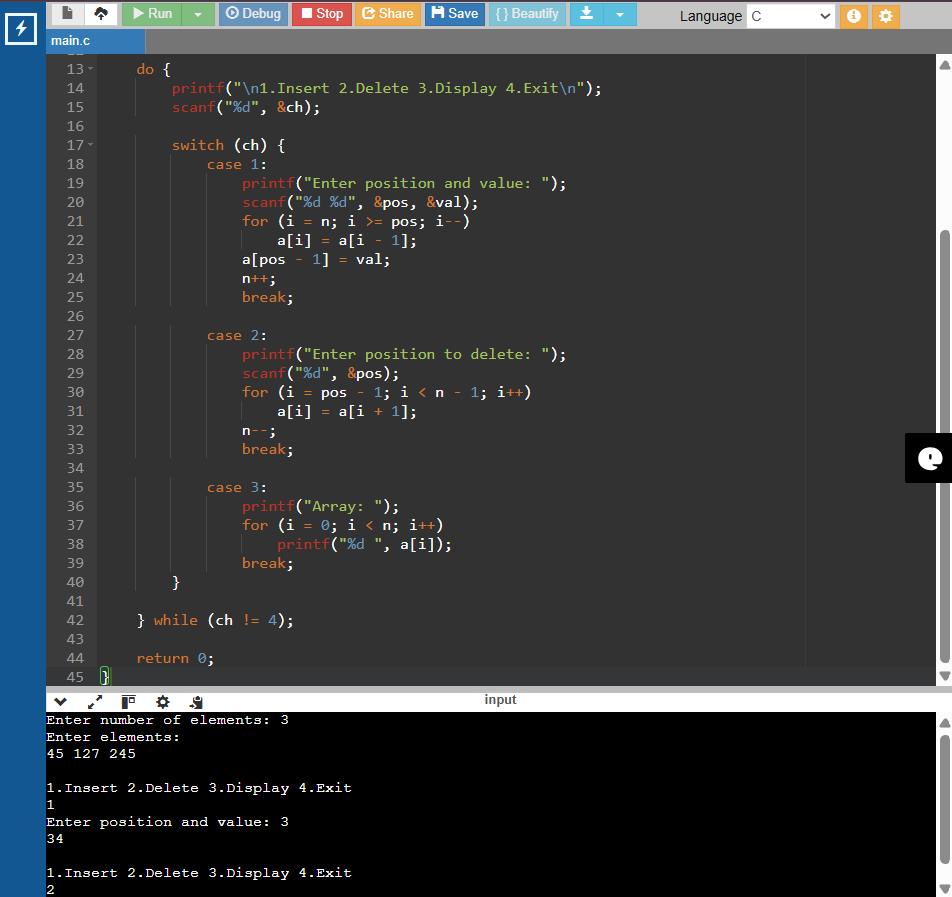 Run Debug Stop Share Save { } Beautify Language C
main.c
13 do {
14 printf("\n1.Insert 2.Delete 3.Display 4.Exit\n");
15 scanf("%d", &ch);
16
17 switch (ch) {
18 case 1:
19 printf("Enter position and value: ");
20 scanf("%d %d", &pos, &val);
21 for (i = n; i >= pos; i--)
22 a[i] = a[i - 1];
23 a[pos - 1] = val;
24 n++;
25 break;
26
27 case 2:
28 printf("Enter position to delete: ");
29 scanf("%d", &pos);
30 for (i = pos - 1; i < n - 1; i++)
31 a[i] = a[i + 1];
32 n--;
33 break;
34
35 case 3:
36 printf("Array: ");
37 for (i = 0; i < n; i++)
38 printf("%d ", a[i]);
39 break;
40 }
41
42 } while (ch != 4);
43
44 return 0;
45 }
input
Enter number of elements: 3
Enter elements:
45 127 245
1.Insert 2.Delete 3.Display 4.Exit
1
Enter position and value: 3
34
1.Insert 2.Delete 3.Display 4.Exit
2